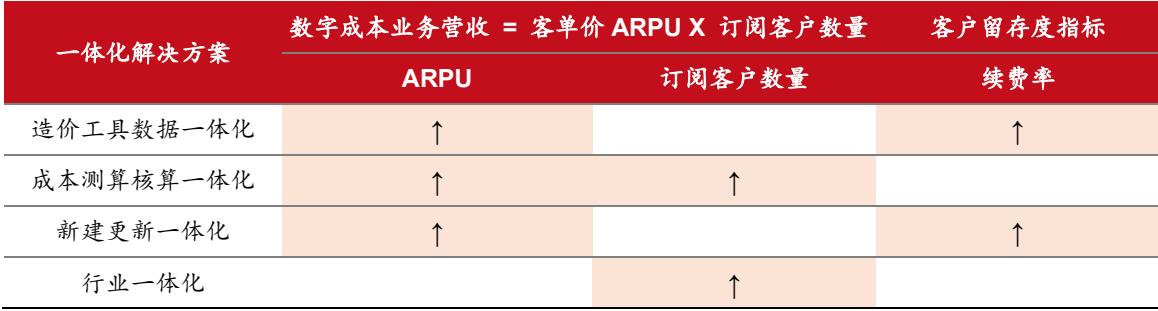 一体化解决方案
数字成本业务营收 = 客单价 ARPU X 订阅客户数量
客户留存度指标
ARPU
订阅客户数量
续费率
造价工具数据一体化 ↑ ↑
成本测算核算一体化 ↑ ↑
新建更新一体化 ↑ ↑
行业一体化 ↑